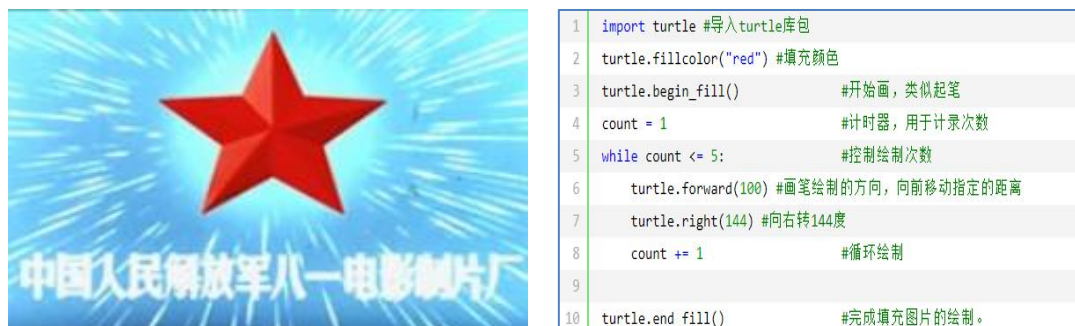 中国人民解放军八一电影制片厂
1 import turtle #导入turtle库包
2 turtle.fillcolor("red") #填充颜色
3 turtle.begin_fill() #开始画，类似起笔
4 count = 1 #计时器，用于计录次数
5 while count <= 5: #控制绘制次数
6 turtle.forward(100) #画笔绘制的方向，向前移动指定的距离
7 turtle.right(144) #向右转144度
8 count += 1 #循环绘制
9
10 turtle.end_fill() #完成填充图片的绘制。